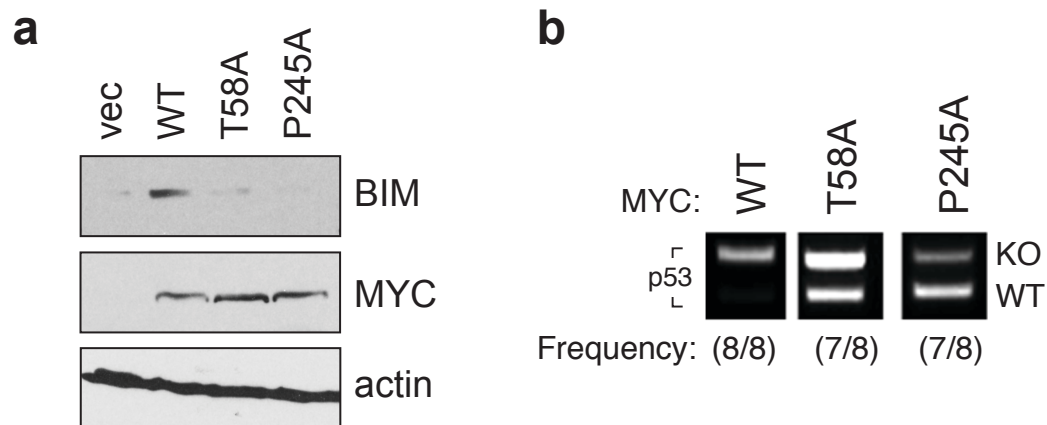 a
vec WT T58A P245A
BIM
MYC
actin
b
MYC: WT T58A P245A
p53
KO
WT
Frequency: (8/8) (7/8) (7/8)